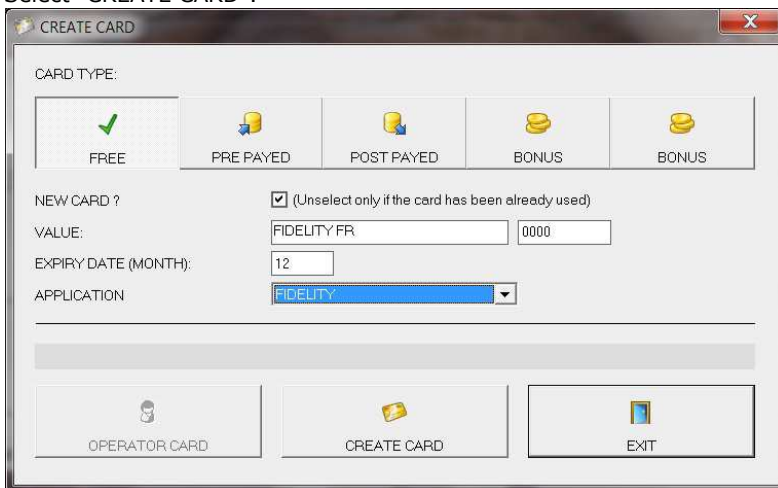 Select "CREATE CARD".
CREATE CARD
CARD TYPE:
FREE
PRE PAYED
POST PAYED
BONUS
BONUS
NEW CARD ?
(Unselect only if the card has been already used)
VALUE:
FIDELITY FR
0000
EXPIRY DATE (MONTH):
12
APPLICATION
FIDELITY
OPERATOR CARD
CREATE CARD
EXIT